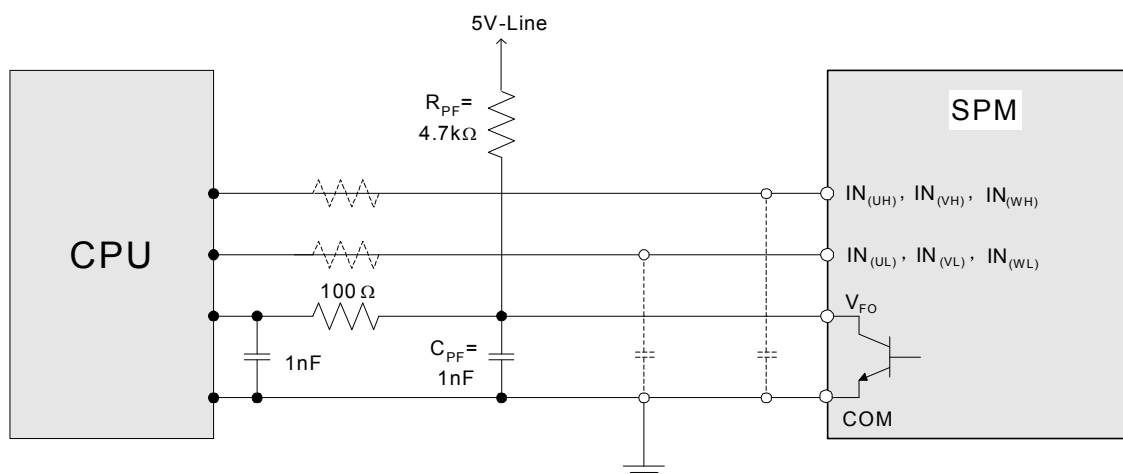 5V-Line
R_PF=
4.7kΩ
SPM
IN_(UH), IN_(VH), IN_(WH)
CPU
IN_(UL), IN_(VL), IN_(WL)
100Ω
V_FO
C_PF=
1nF
1nF
COM